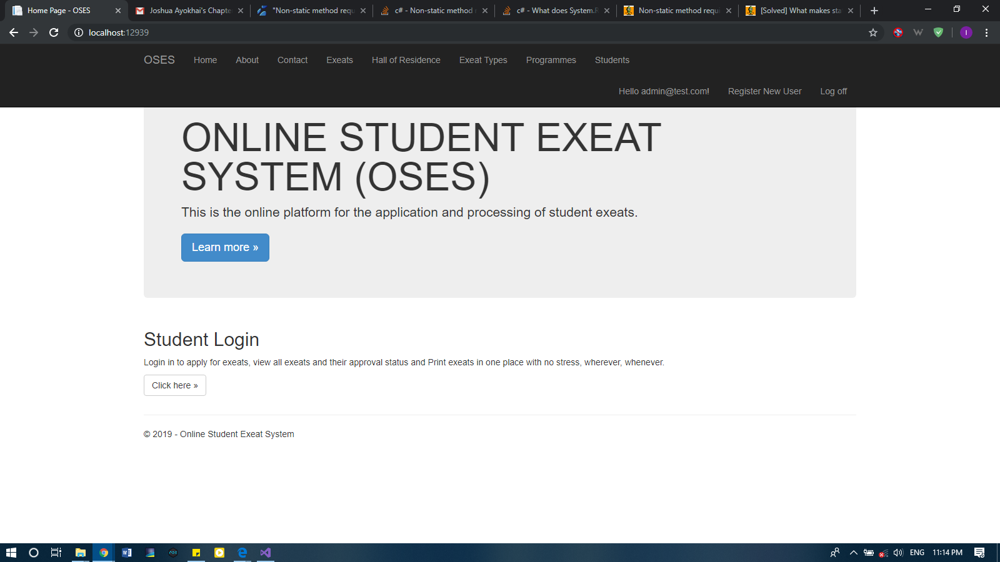 Home Page - OSES
Joshua Ayokhai's Chapte
"Non-static method requ
c# - Non-static method
c# - What does System.R
Non-static method requi
[Solved] What makes sta
localhost:12939
OSES Home About Contact Exeats Hall of Residence Exeat Types Programmes Students
Hello admin@test.com! Register New User Log off
ONLINE STUDENT EXEAT
SYSTEM (OSES)
This is the online platform for the application and processing of student exeats.
Learn more »
Student Login
Login in to apply for exeats, view all exeats and their approval status and Print exeats in one place with no stress, wherever, whenever.
Click here »
© 2019 - Online Student Exeat System
ENG 11:14 PM